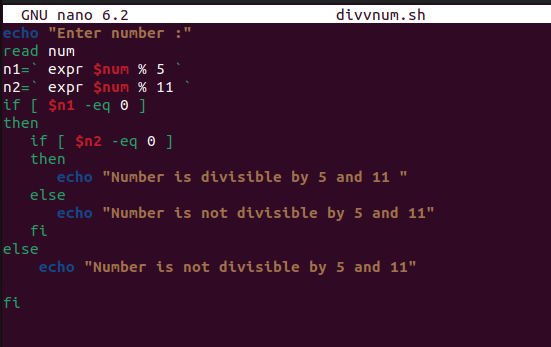 GNU nano 6.2 divvnum.sh
echo "Enter number :"
read num
n1=` expr $num % 5 `
n2=` expr $num % 11 `
if [ $n1 -eq 0 ]
then
   if [ $n2 -eq 0 ]
   then
      echo "Number is divisible by 5 and 11 "
   else
      echo "Number is not divisible by 5 and 11"
   fi
else
    echo "Number is not divisible by 5 and 11"
fi